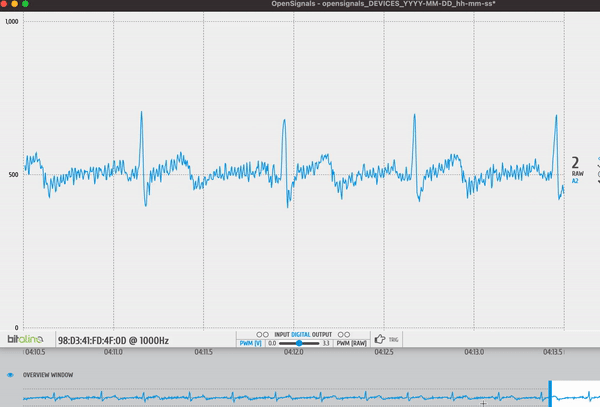 OpenSignals - opensignals_DEVICES_YYYY-MM-DD_hh-mm-ss*
1,000
500
0
2
RAW
A2
bitalino 98:D3:41:FD:4F:0D @ 1000Hz
INPUT DIGITAL OUTPUT
PWM [V] 0.0 3.3 PWM [RAW]
TRIG
04:10.5 04:11.0 04:11.5 04:12.0 04:12.5 04:13.0 04:13.5
OVERVIEW WINDOW